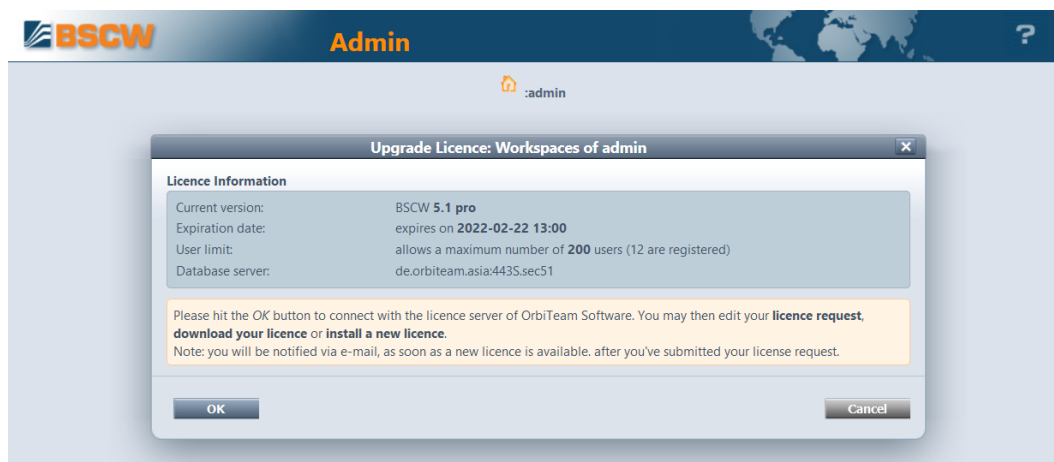 BSCW
Admin
?
:admin
Upgrade Licence: Workspaces of admin
Licence Information
Current version: BSCW 5.1 pro
Expiration date: expires on 2022-02-22 13:00
User limit: allows a maximum number of 200 users (12 are registered)
Database server: de.orbiteam.asia:443S.sec51
Please hit the OK button to connect with the licence server of OrbiTeam Software. You may then edit your licence request,
download your licence or install a new licence.
Note: you will be notified via e-mail, as soon as a new licence is available. after you've submitted your license request.
OK
Cancel